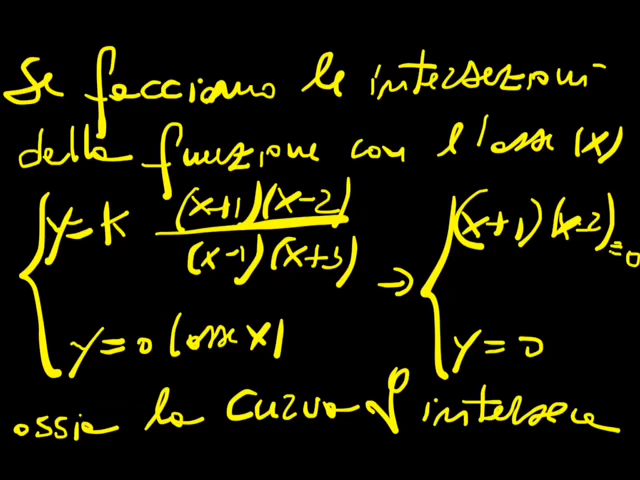 Se facciamo le intersezioni
della funzione con l'asse (x)
y=k (x+1)(x-2) / (x-1)(x+3) ⇒ (x+1)(x-2)=0
y=0 (asse x) y=0
ossia la curva γ interseca